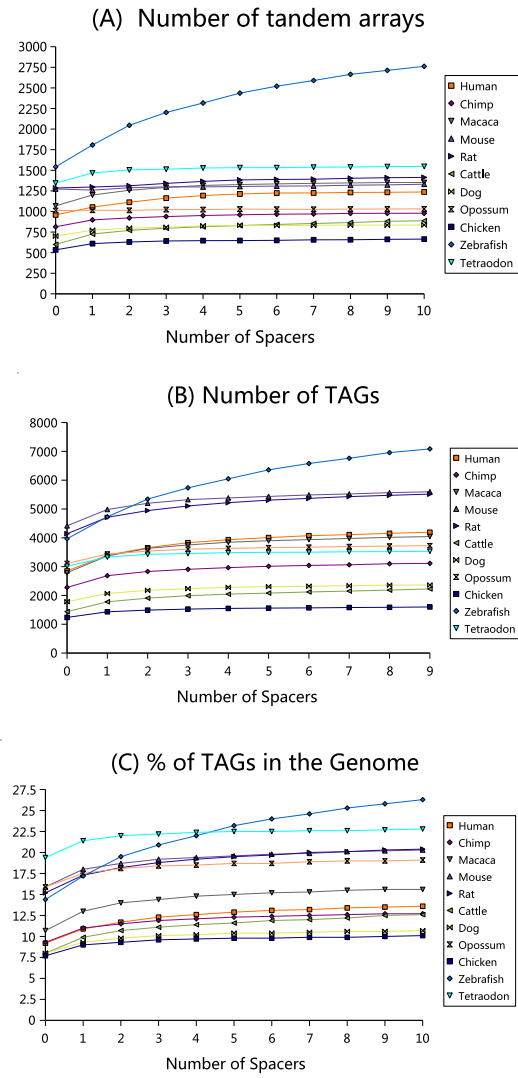 (A) Number of tandem arrays
3000
2750
2500
2250
2000
1750
1500
1250
1000
750
500
250
0
0 1 2 3 4 5 6 7 8 9 10
Number of Spacers
Human
Chimp
Macaca
Mouse
Rat
Cattle
Dog
Opossum
Chicken
Zebrafish
Tetraodon
(B) Number of TAGs
8000
7000
6000
5000
4000
3000
2000
1000
0
0 1 2 3 4 5 6 7 8 9
Number of Spacers
Human
Chimp
Macaca
Mouse
Rat
Cattle
Dog
Opossum
Chicken
Zebrafish
Tetraodon
(C) % of TAGs in the Genome
27.5
25
22.5
20
17.5
15
12.5
10
7.5
5
2.5
0
0 1 2 3 4 5 6 7 8 9 10
Number of Spacers
Human
Chimp
Macaca
Mouse
Rat
Cattle
Dog
Opossum
Chicken
Zebrafish
Tetraodon